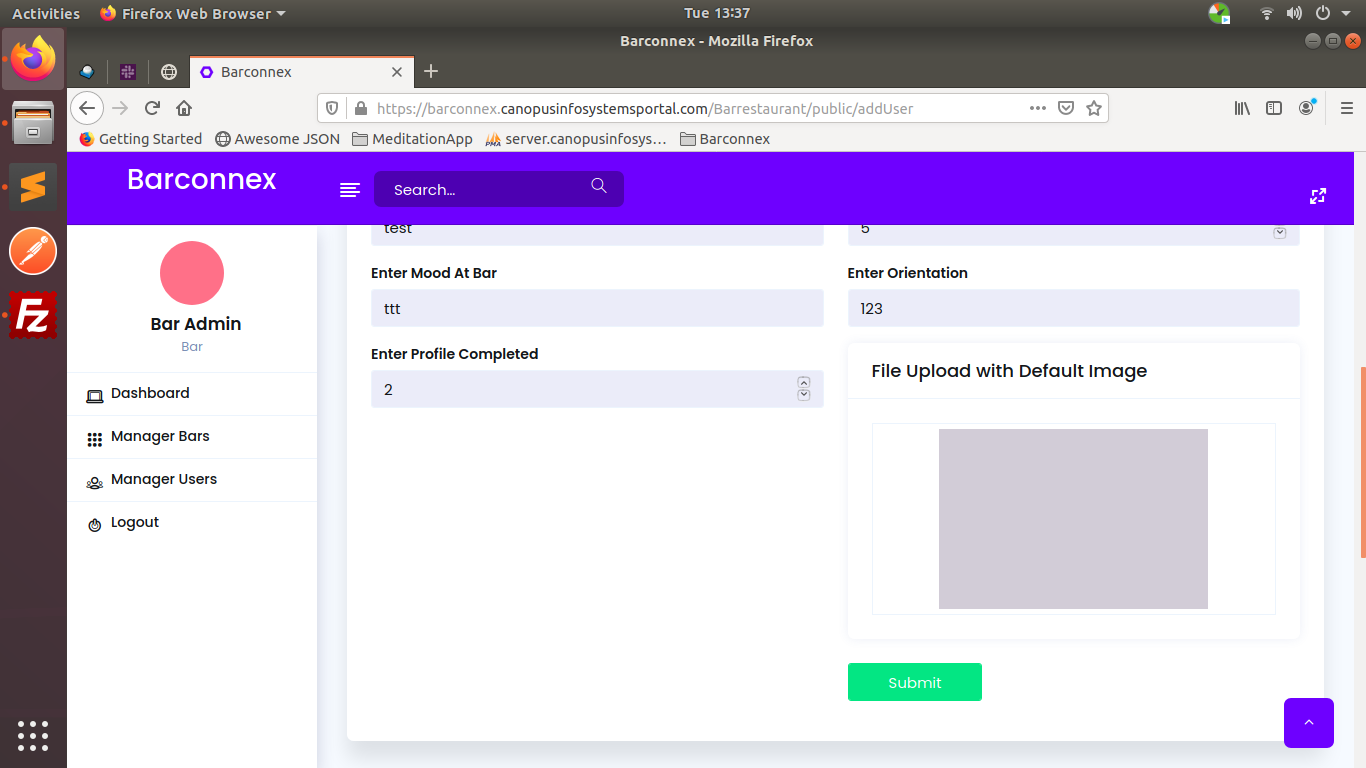 Activities Firefox Web Browser Tue 13:37
Barconnex - Mozilla Firefox
Barconnex
https://barconnex.canopusinfosystemsportal.com/Barrestaurant/public/addUser
Getting Started Awesome JSON MeditationApp PMA server.canopusinfosys… Barconnex
Barconnex Search...
Bar Admin
Bar
Dashboard
Manager Bars
Manager Users
Logout
test 5
Enter Mood At Bar Enter Orientation
ttt 123
Enter Profile Completed
2
File Upload with Default Image
Submit
Fz